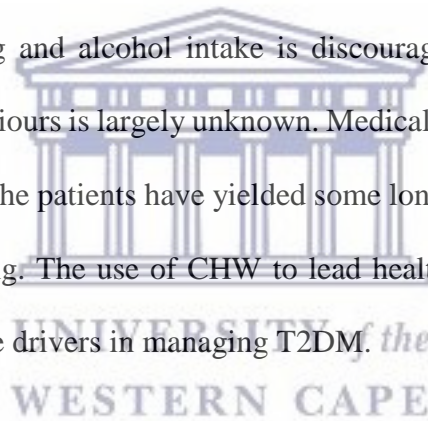 g and alcohol intake is discourag
iours is largely unknown. Medical
he patients have yielded some lon
g. The use of CHW to lead healt
UNIVERSITY of the
e drivers in managing T2DM.
WESTERN CAPE